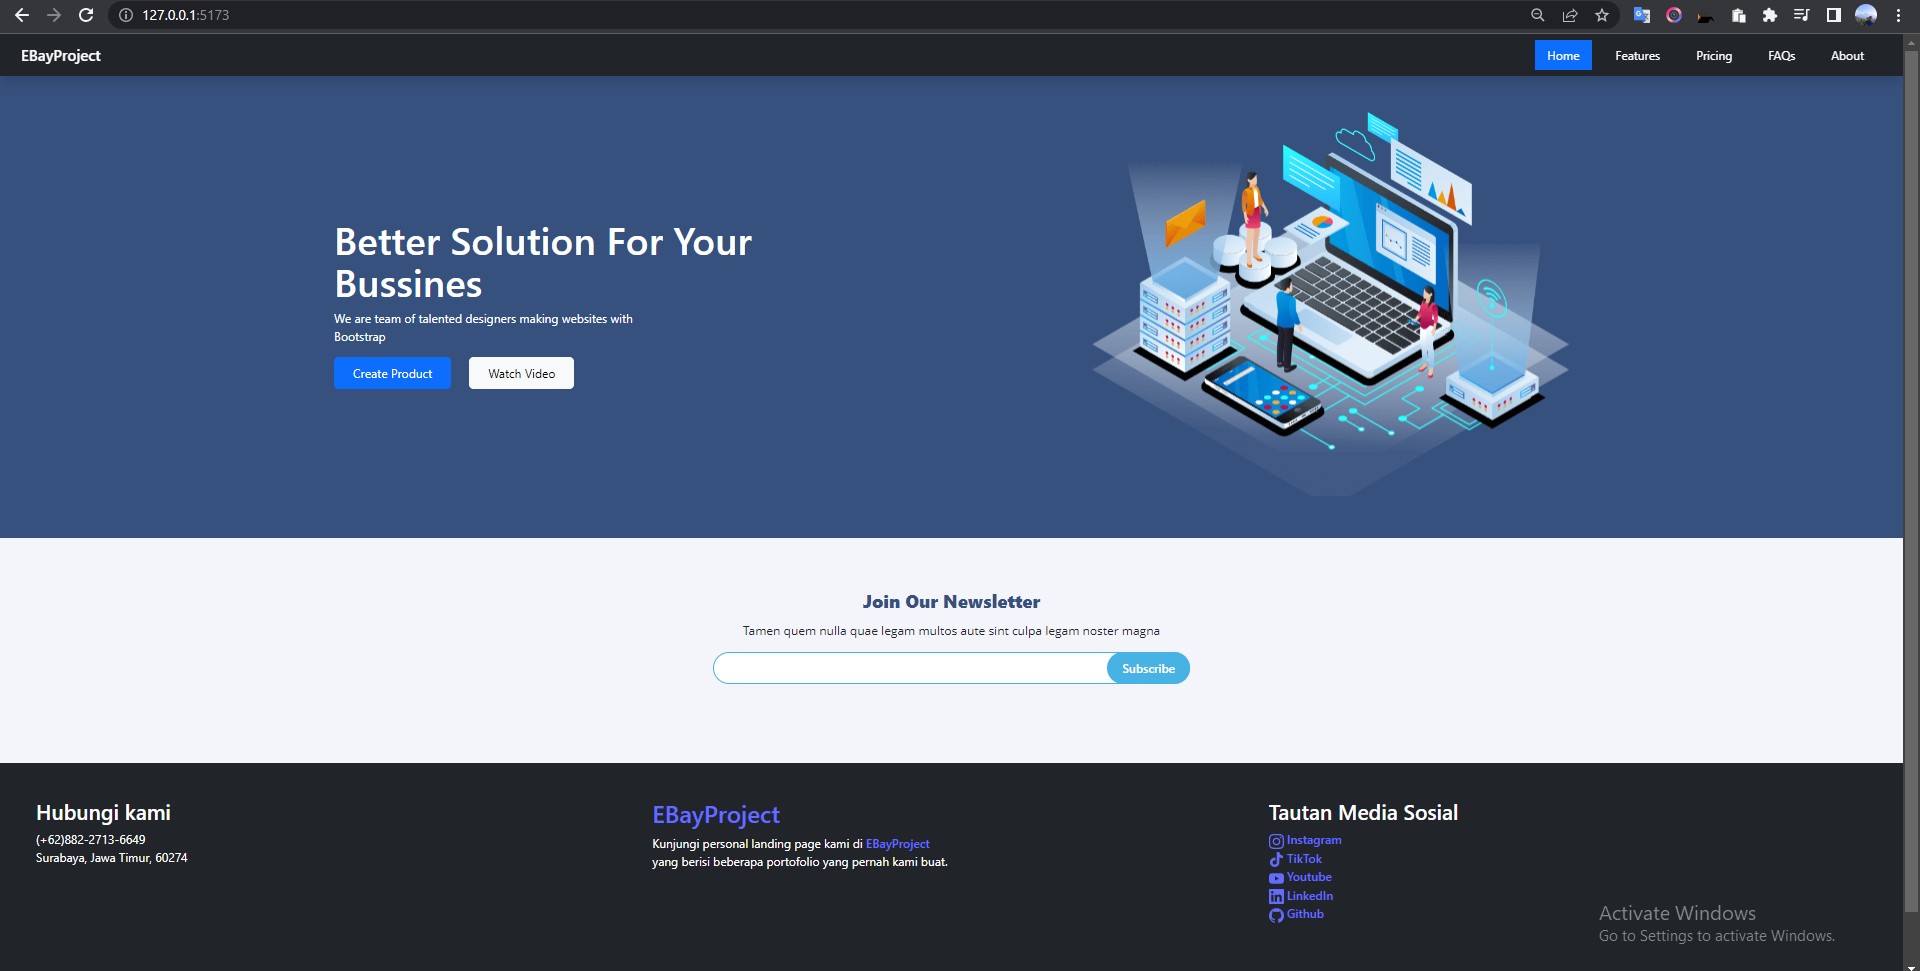 127.0.0.1:5173
EBayProject
Home
Features
Pricing
FAQs
About
Better Solution For Your
Bussines
We are team of talented designers making websites with
Bootstrap
Create Product
Watch Video
Join Our Newsletter
Tamen quem nulla quae legam multos aute sint culpa legam noster magna
Subscribe
Hubungi kami
(+62)882-2713-6649
Surabaya, Jawa Timur, 60274
EBayProject
Kunjungi personal landing page kami di EBayProject
yang berisi beberapa portofolio yang pernah kami buat.
Tautan Media Sosial
Instagram
TikTok
Youtube
LinkedIn
Github
Activate Windows
Go to Settings to activate Windows.